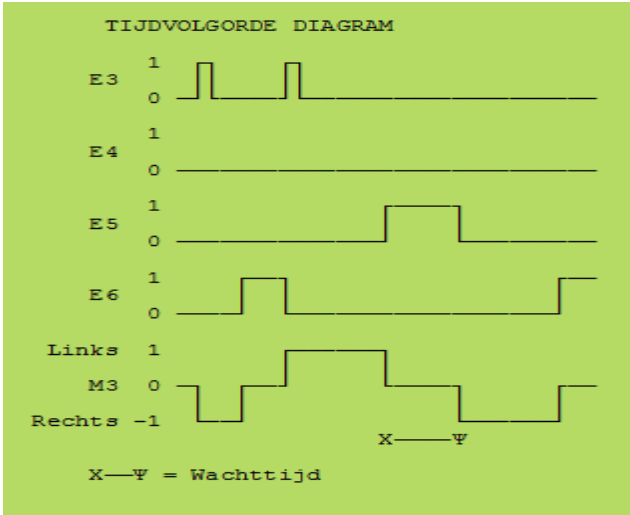 TIJDVOLGORDE DIAGRAM
1
E3
0
1
E4
0
1
E5
0
1
E6
0
Links 1
M3 0
Rechts -1
X——Ψ
X—Ψ = Wachttijd